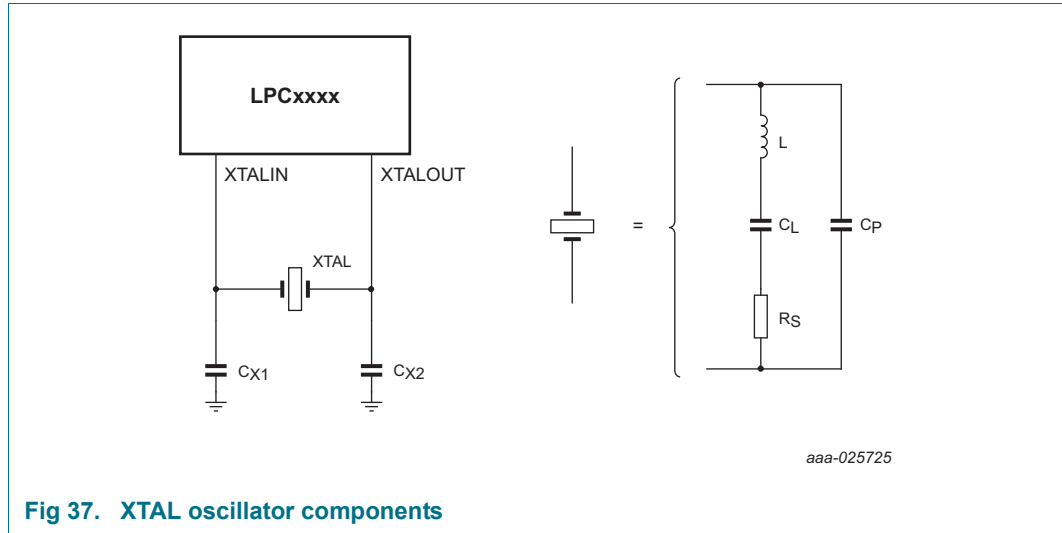 LPCxxxx
XTALIN
XTALOUT
XTAL
CX1
CX2
=
L
CL
CP
RS
aaa-025725
Fig 37. XTAL oscillator components